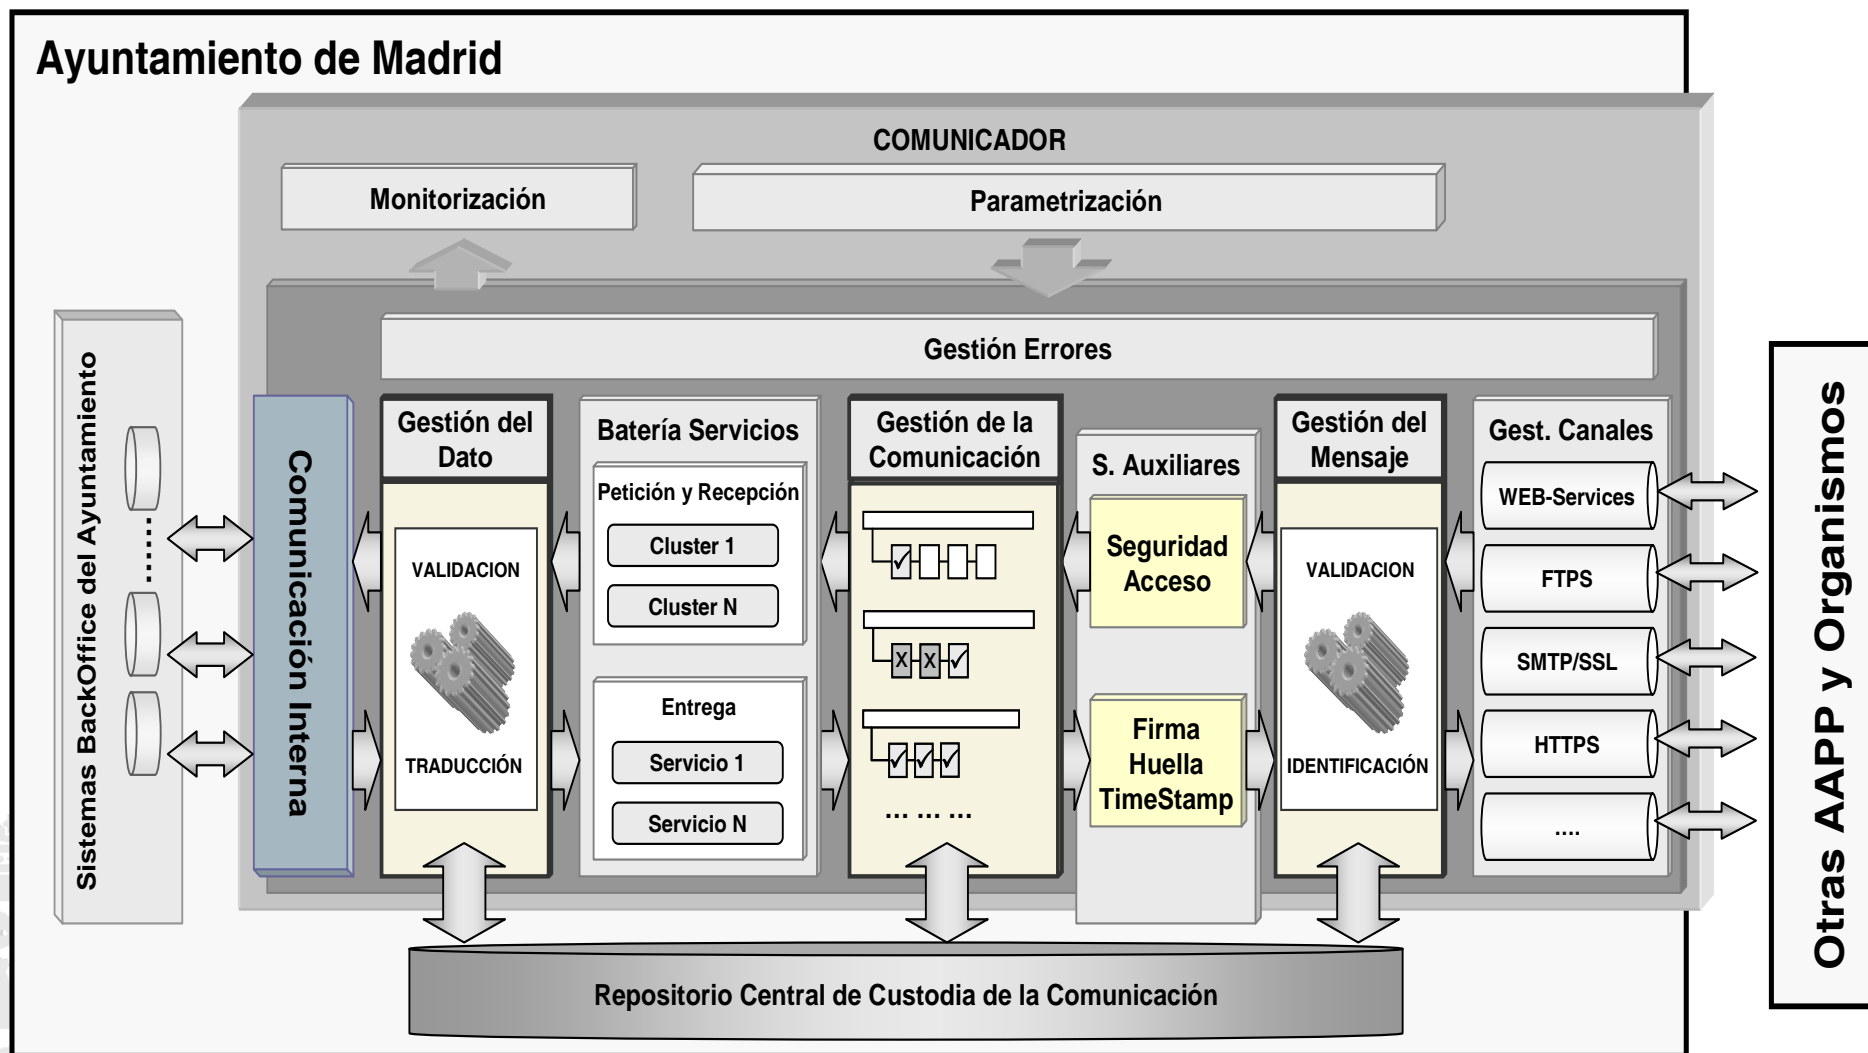 Ayuntamiento de Madrid
COMUNICADOR
Monitorización
Parametrización
Gestión Errores
Sistemas BackOffice del Ayuntamiento
.......
Comunicación Interna
Gestión del
Dato
VALIDACION
TRADUCCIÓN
Batería Servicios
Petición y Recepción
Cluster 1
Cluster N
Entrega
Servicio 1
Servicio N
Gestión de la
Comunicación
X X
... ... ...
S. Auxiliares
Seguridad
Acceso
Firma
Huella
TimeStamp
Gestión del
Mensaje
VALIDACION
IDENTIFICACIÓN
Gest. Canales
WEB-Services
FTPS
SMTP/SSL
HTTPS
....
Otras AAPP y Organismos
Repositorio Central de Custodia de la Comunicación